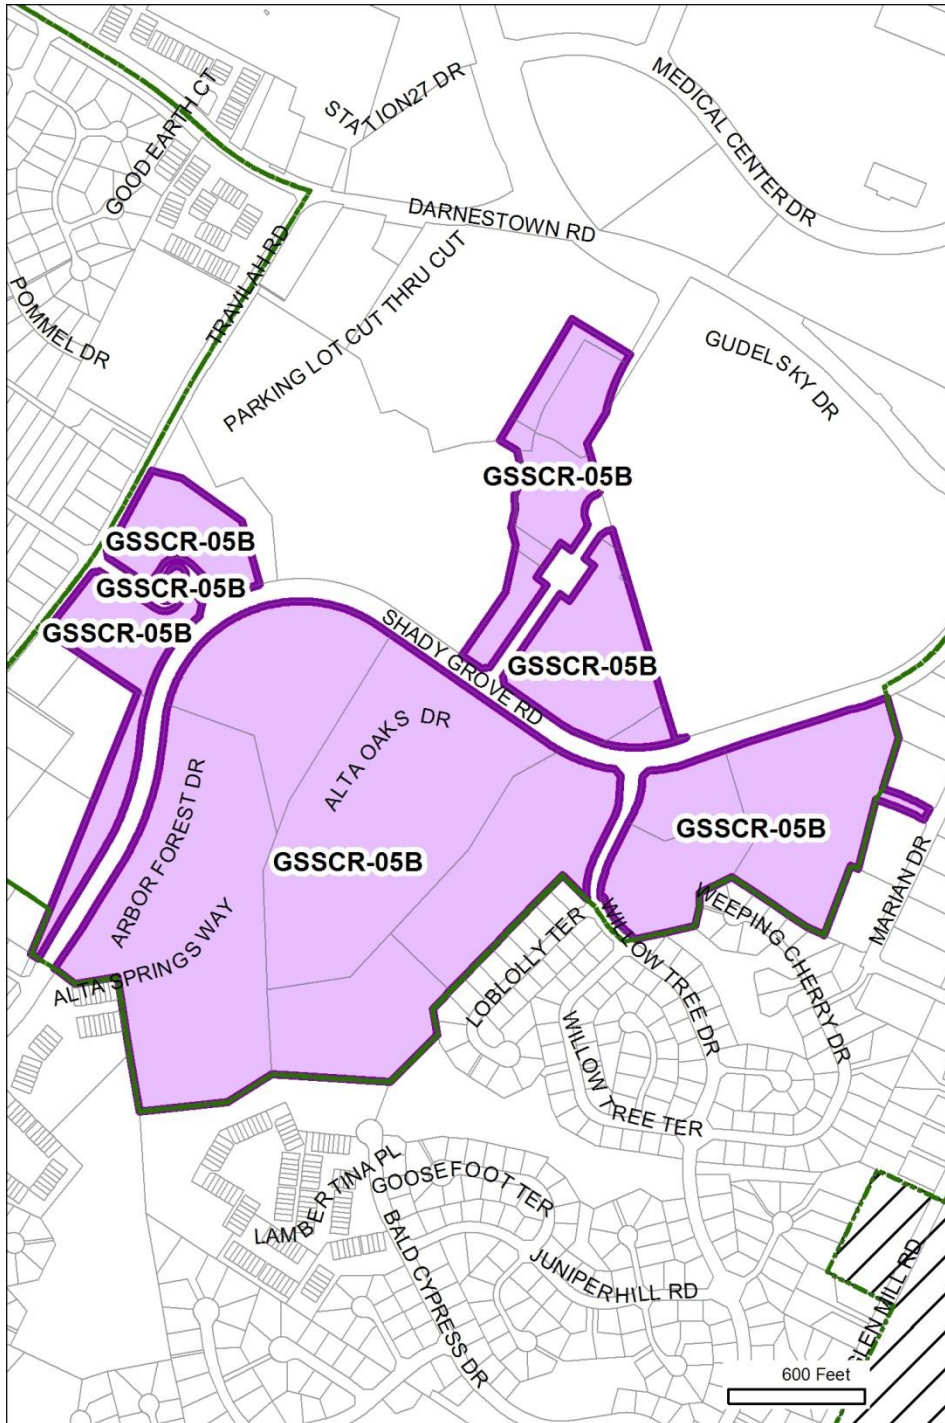 STATION27 DR
MEDICAL CENTER DR
GOOD EARTH CT
DARNESTOWN RD
TRAVILAH RD
POMMEL DR
PARKING LOT CUT THRU CUT
GUDELSKY DR
GSSCR-05B
GSSCR-05B
GSSCR-05B
GSSCR-05B
SHADY GROVE RD
GSSCR-05B
ALTA OAKS DR
ARBOR FOREST DR
GSSCR-05B
GSSCR-05B
MARIAN DR
ALTA SPRINGS WAY
WEEPING CHERRY DR
LOBLOLLY TER
WILLOW TREE DR
WILLOW TREE TER
LAMBERTINA PL
GOOSEFOOT TER
BALD CYPRESS DR
JUNIPER HILL RD
GLEN MILL RD
600 Feet